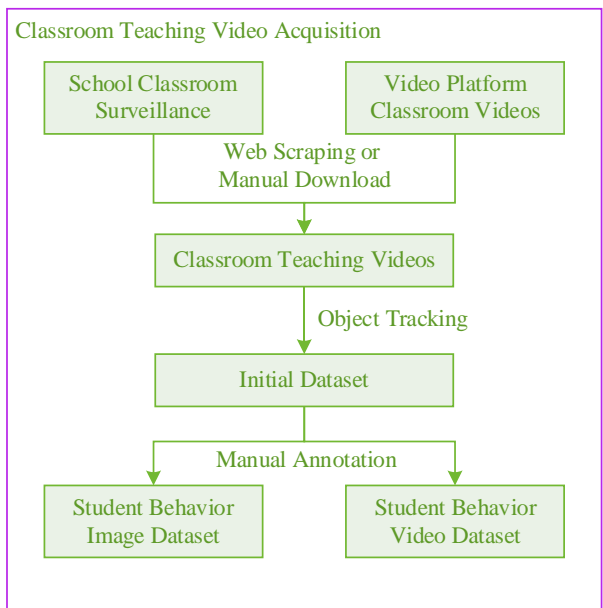 Classroom Teaching Video Acquisition
School Classroom
Surveillance
Video Platform
Classroom Videos
Web Scraping or
Manual Download
Classroom Teaching Videos
Object Tracking
Initial Dataset
Manual Annotation
Student Behavior
Image Dataset
Student Behavior
Video Dataset